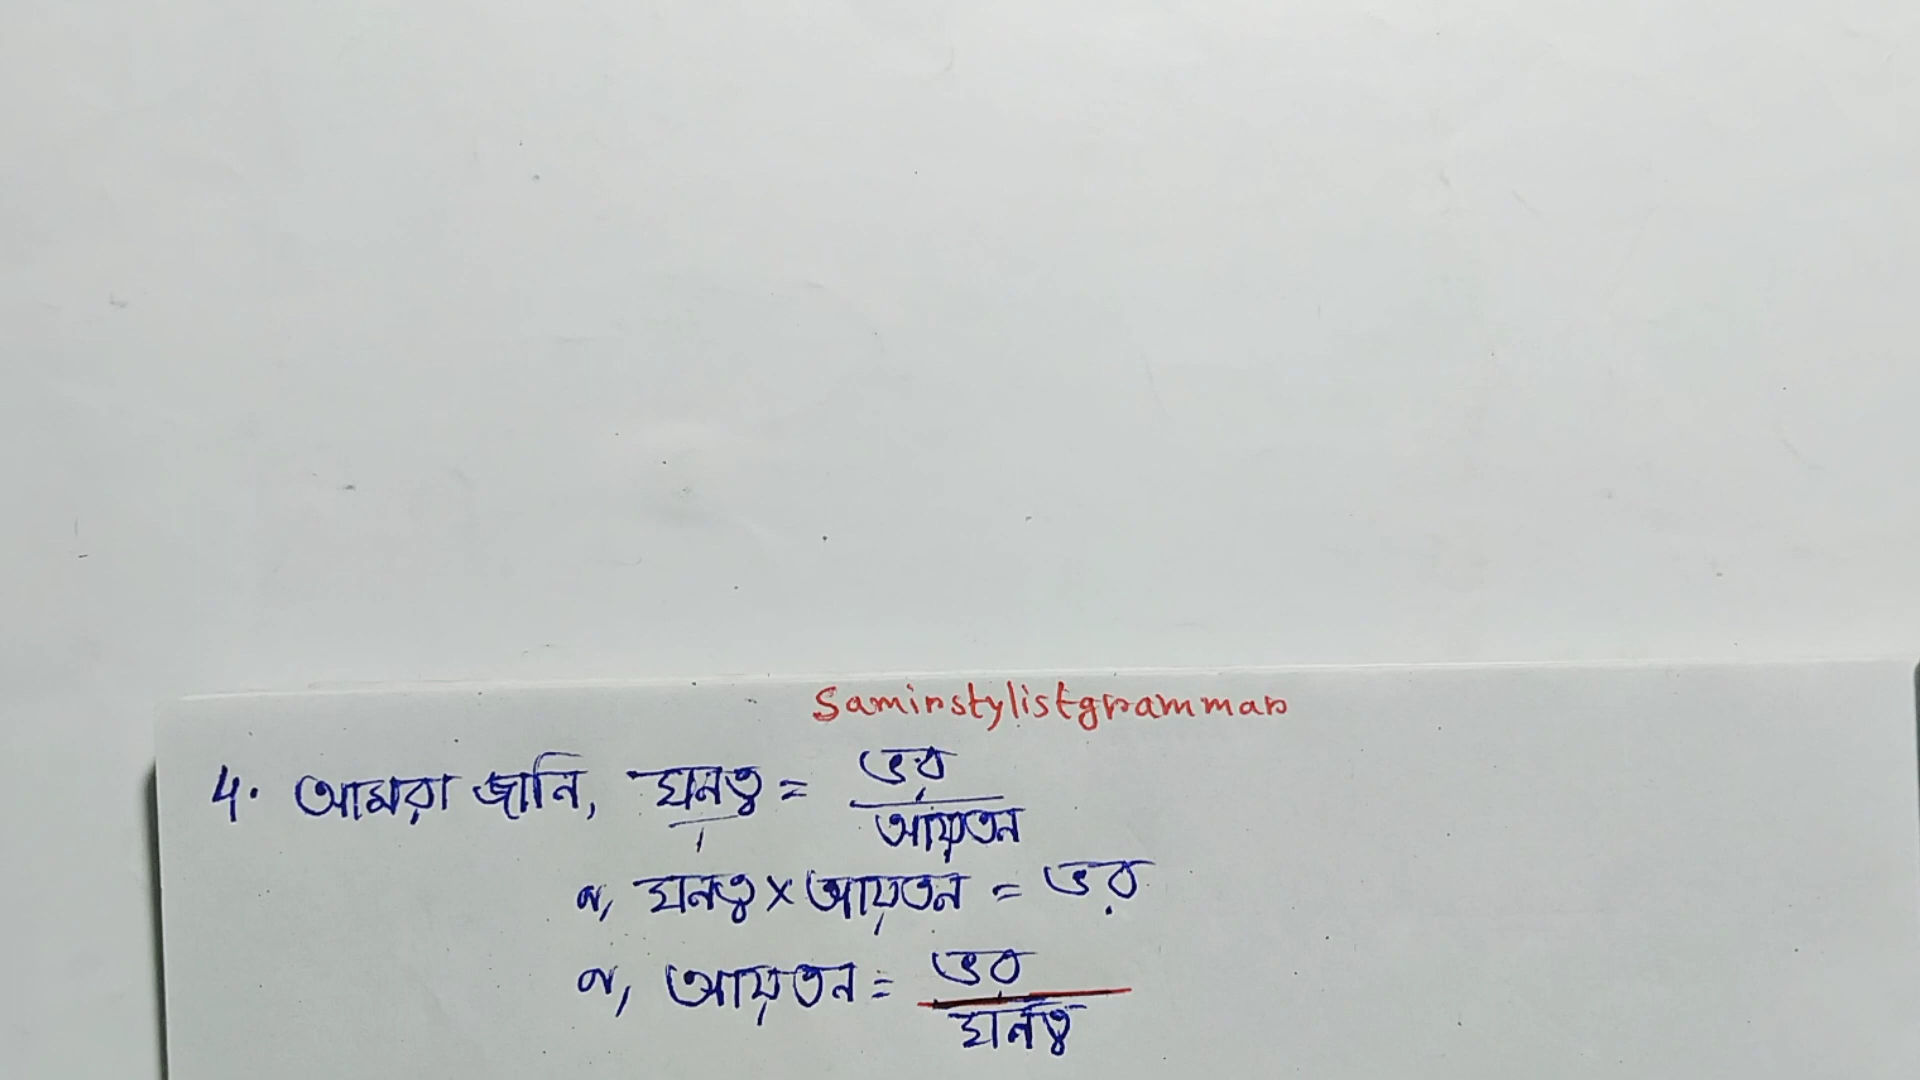 Saminstylistgrammar
4. আমরা জানি, ঘনত্ব = ভর / আয়তন
বা, ঘনত্ব × আয়তন = ভর
বা, আয়তন = ভর / ঘনত্ব